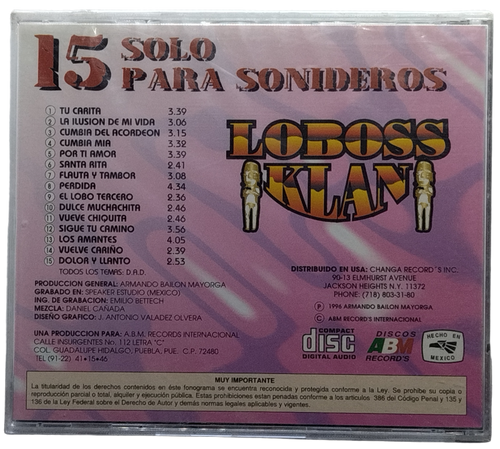 15 SOLO
PARA SONIDEROS
1 TU CARITA 3.39
2 LA ILUSION DE MI VIDA 3.06
3 CUMBIA DEL ACORDEON 3.15
4 CUMBIA MIA 3.32
5 POR TI AMOR 3.39
6 SANTA RITA 2.41
7 FLAUTA Y TAMBOR 3.08
8 PERDIDA 4.34
9 EL LOBO TERCERO 2.36
10 DULCE MUCHACHITA 2.46
11 VUEVE CHIQUITA 2.46
12 SIGUE TU CAMINO 3.56
13 LOS AMANTES 4.05
14 VUELVE CARIÑO 2.39
15 DOLOR Y LLANTO 2.53
TODOS LOS TEMAS: D.A.D.
LOBOSS
KLAN
PRODUCCION GENERAL: ARMANDO BAILON MAYORGA
GRABADO EN: SPEAKER ESTUDIO (MEXICO)
ING. DE GRABACION: EMILIO BETTECH
MEZCLA: DANIEL CAÑADA
DISEÑO GRAFICO: J. ANTONIO VALADEZ OLVERA
UNA PRODUCCION PARA: A.B.M. RECORDS INTERNACIONAL
CALLE INSURGENTES No. 112 LETRA "C"
COL. GUADALUPE HIDALGO, PUEBLA, PUE. C.P. 72480
TEL (91-22) 41•15•46
DISTRIBUIDO EN USA: CHANGA RECORD´S INC.
90-13 ELMHURST AVENUE
JACKSON HEIGHTS N.Y. 11372
PHONE: (718) 803-31-80
Ⓟ 1996 ARMANDO BAILON MAYORGA
© ABM RECORD'S INTERNACIONAL
COMPACT
disc
DIGITAL AUDIO
DISCOS
ABM
RECORD'S
HECHO EN
MEXICO
MUY IMPORTANTE
La titularidad de los derechos contenidos en éste fonograma se encuentra reconocida y protegida conforme a la Ley. Se prohibe su copia o
reproducción parcial o total, alquiler y ejecución pública. Estas prohibiciones estan penadas conforme a los artículos 386 del Código Penal y 135 y
136 de la Ley Federal sobre el Derecho de Autor y demás normas legales aplicables y vigentes.